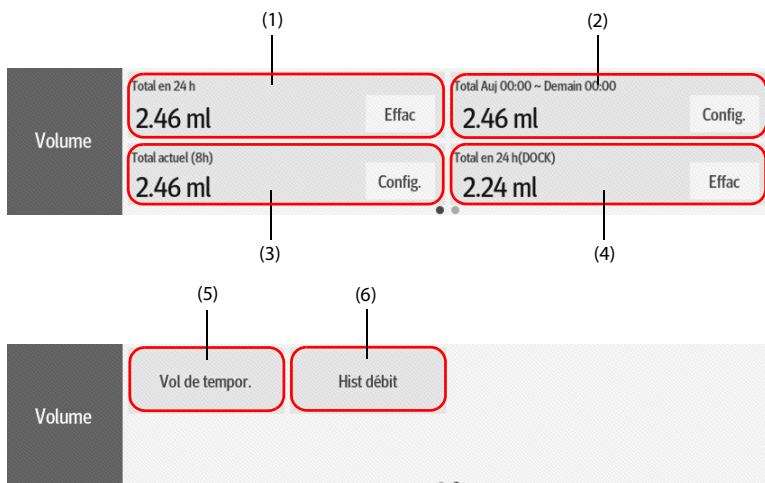 (1)
(2)
Volume
Total en 24 h
2.46 ml
Effac
Total Auj 00:00 ~ Demain 00:00
2.46 ml
Config.
Total actuel (8h)
2.46 ml
Config.
Total en 24 h(DOCK)
2.24 ml
Effac
(3)
(4)
(5)
(6)
Volume
Vol de tempor.
Hist débit